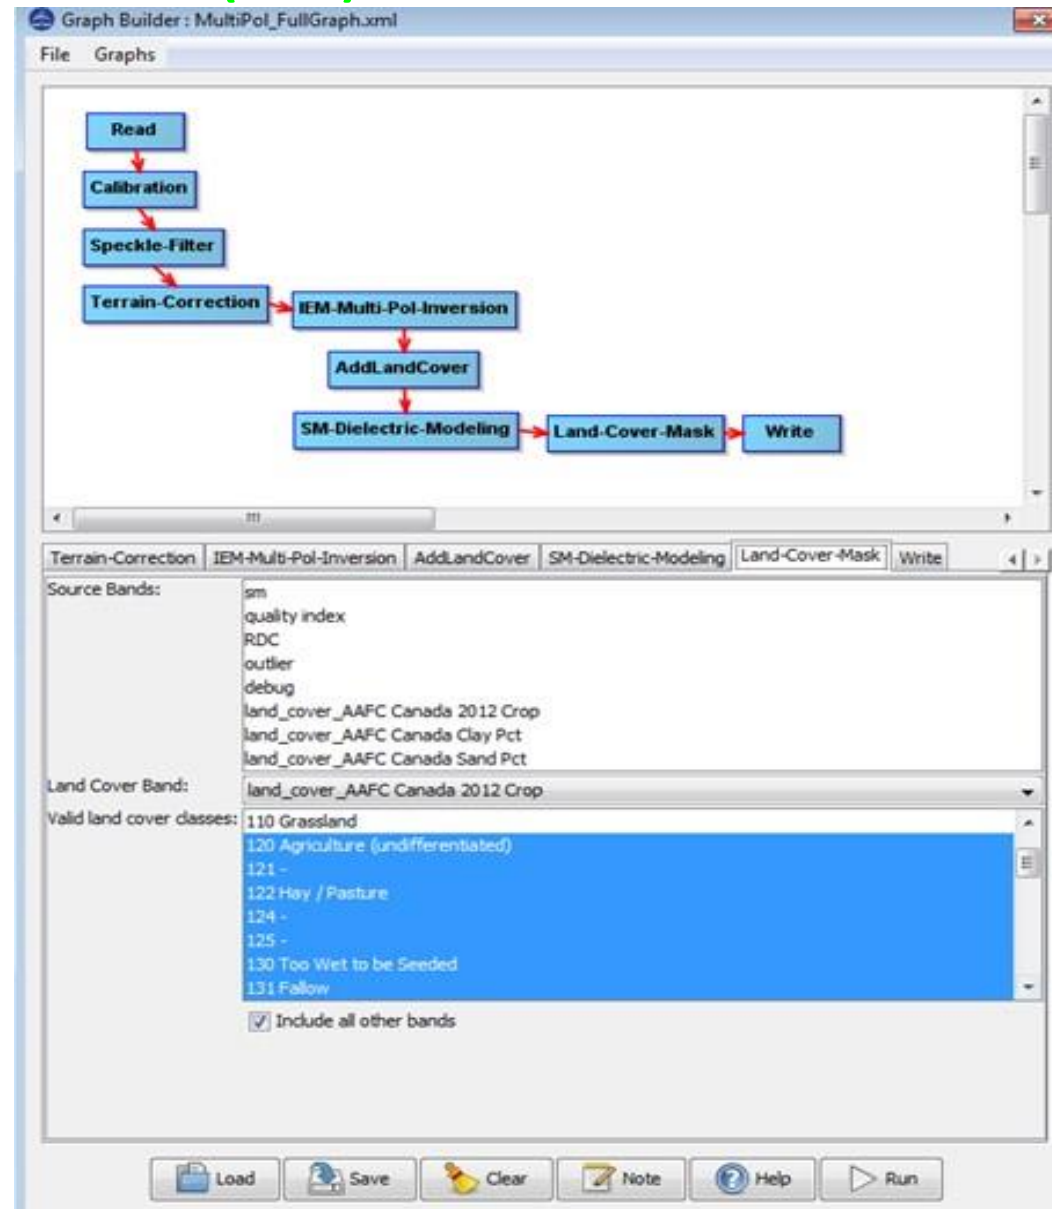 Graph Builder : MultiPol_FullGraph.xml
File Graphs
Read
Calibration
Speckle-Filter
Terrain-Correction
IEM-Multi-Pol-Inversion
AddLandCover
SM-Dielectric-Modeling
Land-Cover-Mask
Write
Terrain-Correction IEM-Multi-Pol-Inversion AddLandCover SM-Dielectric-Modeling Land-Cover-Mask Write
Source Bands:
sm
quality index
RDC
outlier
debug
land_cover_AAFC Canada 2012 Crop
land_cover_AAFC Canada Clay Pct
land_cover_AAFC Canada Sand Pct
Land Cover Band: land_cover_AAFC Canada 2012 Crop
Valid land cover classes: 110 Grassland
120 Agriculture (undifferentiated)
121 -
122 Hay / Pasture
124 -
125 -
130 Too Wet to be Seeded
131 Fallow
Include all other bands
Load Save Clear Note Help Run